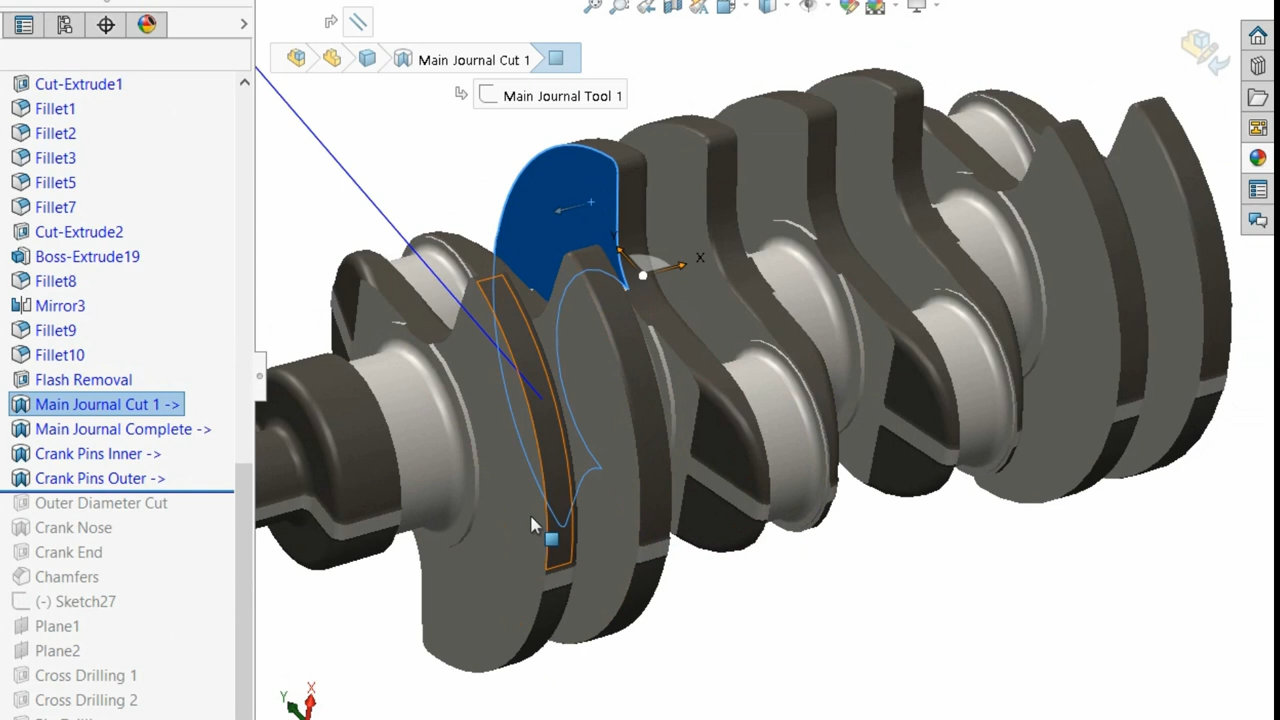 Main Journal Cut 1
Main Journal Tool 1
Cut-Extrude1
Fillet1
Fillet2
Fillet3
Fillet5
Fillet7
Cut-Extrude2
Boss-Extrude19
Fillet8
Mirror3
Fillet9
Fillet10
Flash Removal
Main Journal Cut 1 ->
Main Journal Complete ->
Crank Pins Inner ->
Crank Pins Outer ->
Outer Diameter Cut
Crank Nose
Crank End
Chamfers
(-) Sketch27
Plane1
Plane2
Cross Drilling 1
Cross Drilling 2
Y
X
Y
X